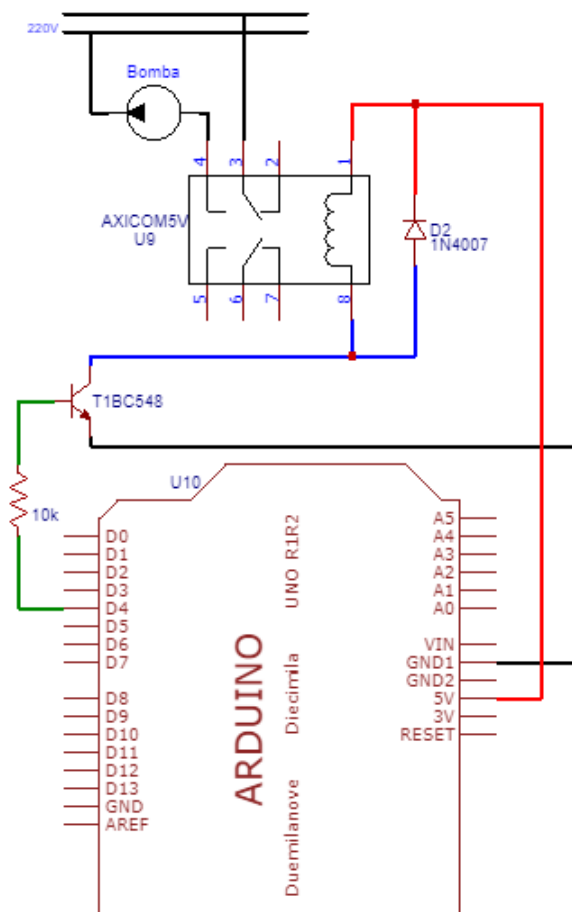 220V
Bomba
4 3 2 1
AXICOM5V
U9
D2
1N4007
5 6 7 8
T1BC548
10k
U10
D0
D1
D2
D3
D4
D5
D6
D7
D8
D9
D10
D11
D12
D13
GND
AREF
ARDUINO
UNO R1R2
Diecimila
Duemilanove
A5
A4
A3
A2
A1
A0
VIN
GND1
GND2
5V
3V
RESET